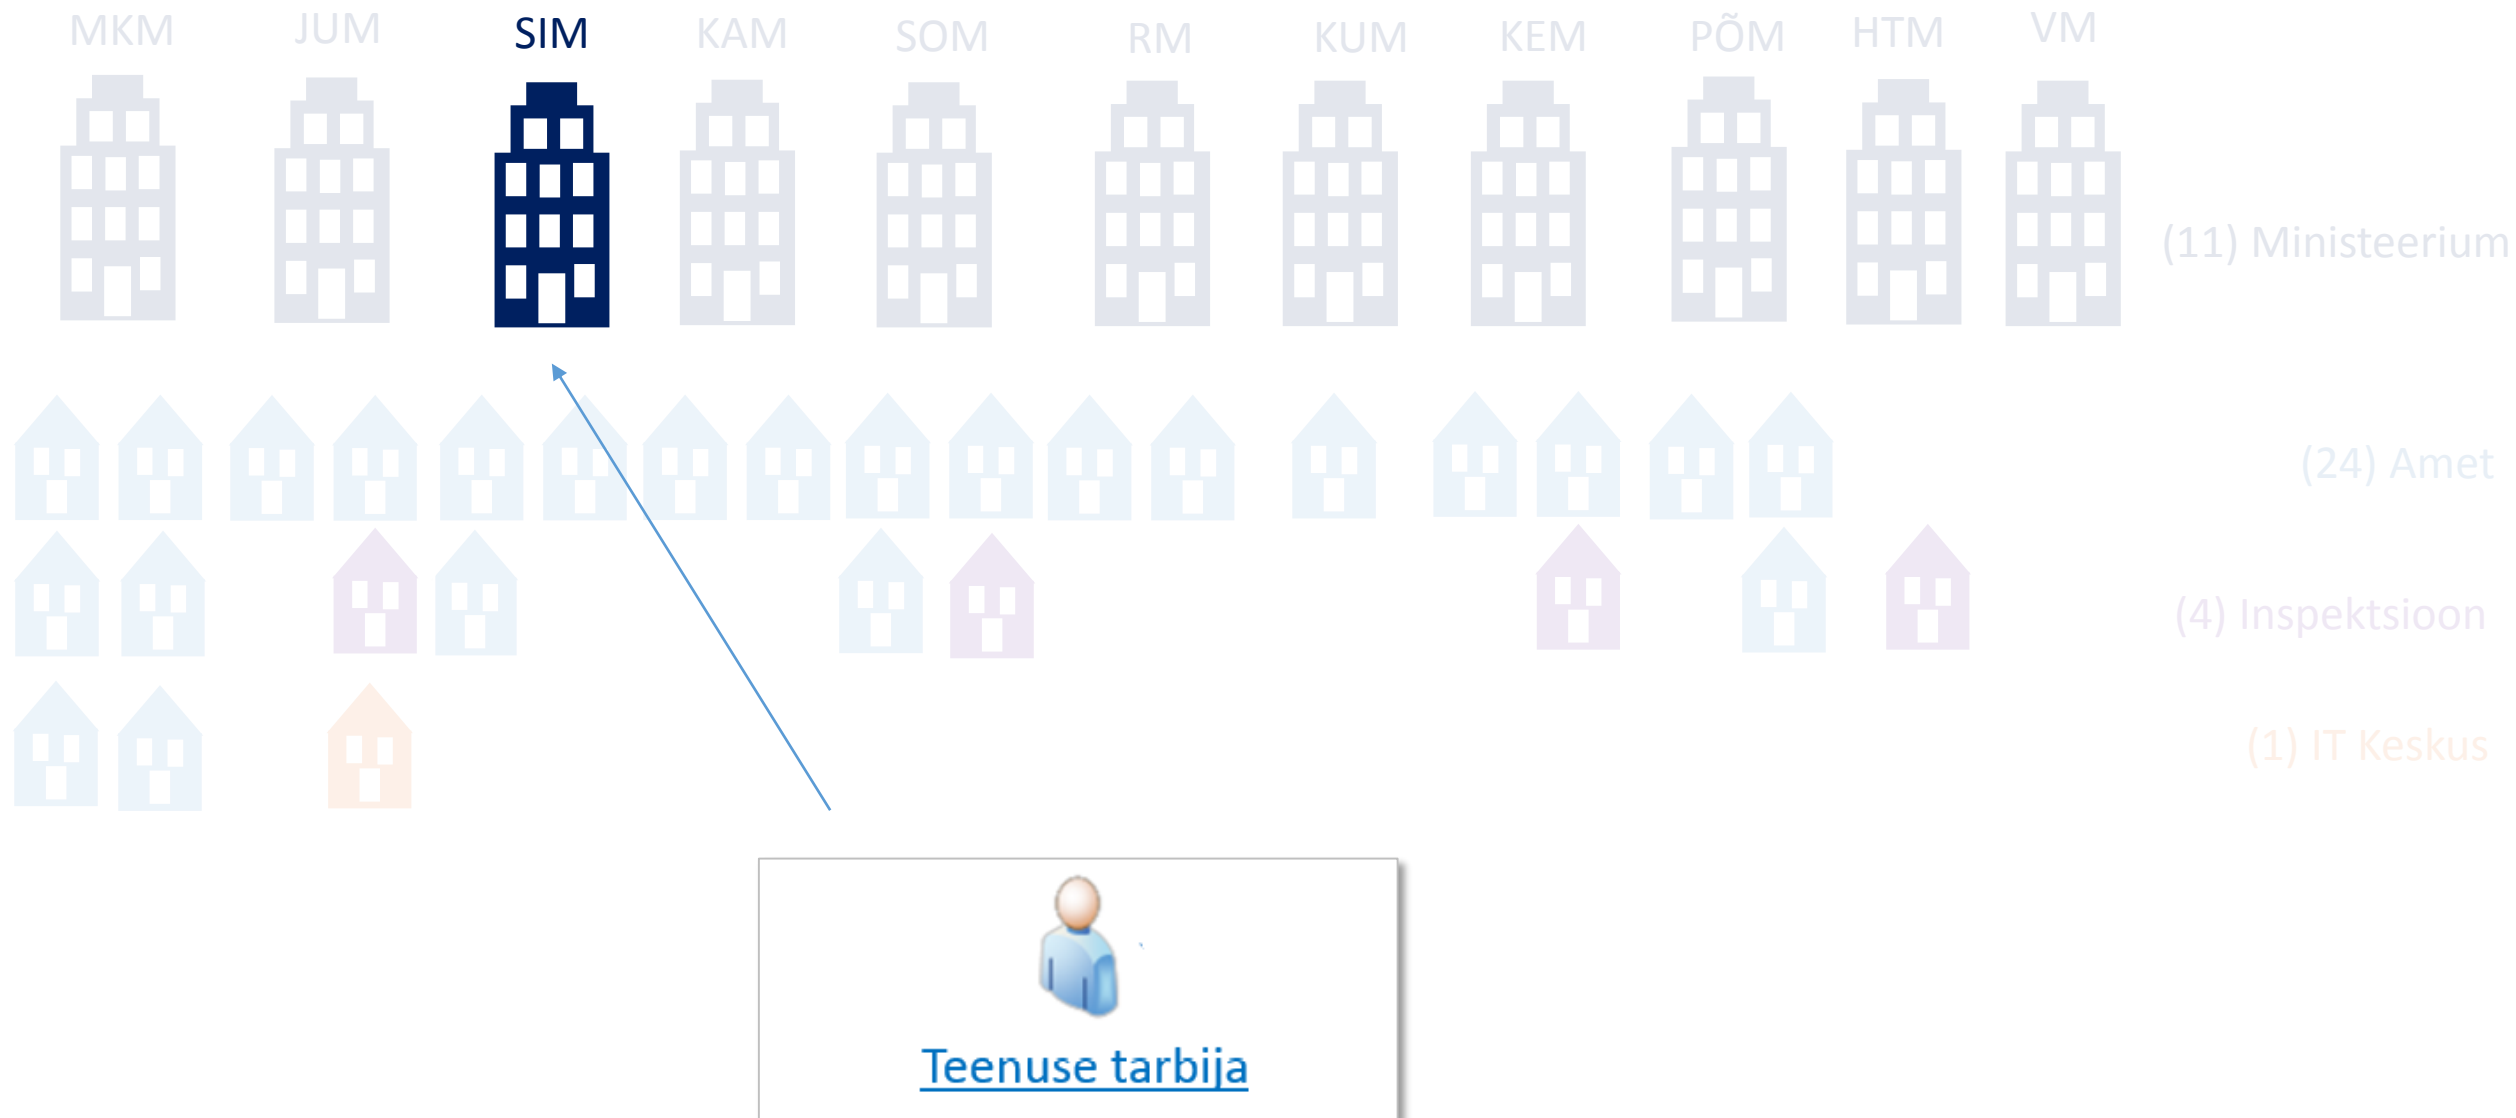 MKM JUM SIM KAM SOM RM KUM KEM PÕM HTM VM
(11) Ministeerium
(24) Amet
(4) Inspektsioon
(1) IT Keskus
Teenuse tarbija